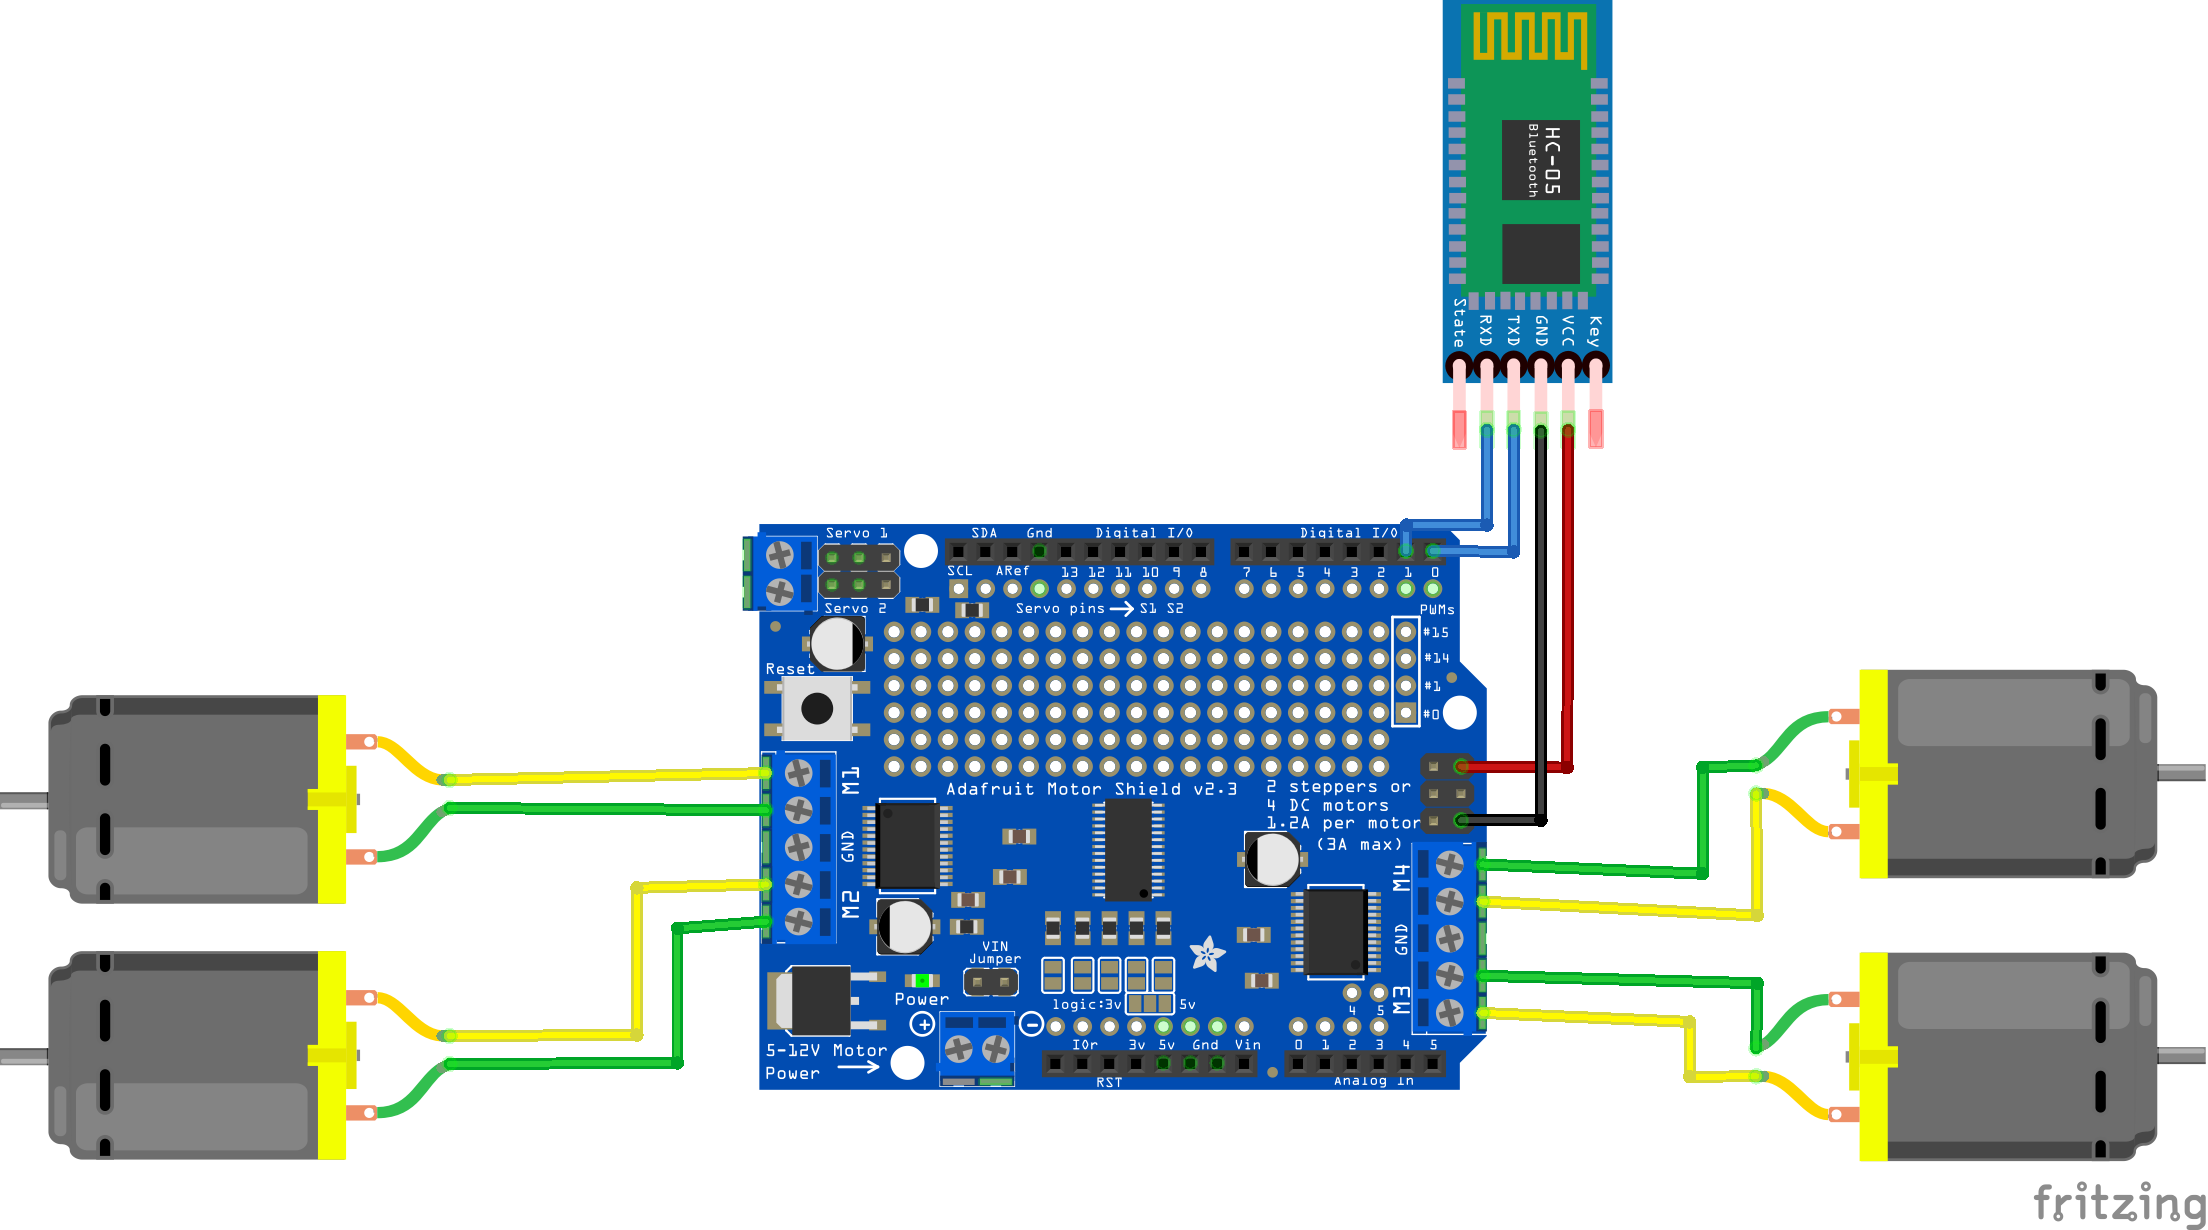 HC-05
Bluetooth
State
RXD
TXD
GND
VCC
Key
Servo 1
SDA
Gnd
Digital I/O
Digital I/O
SCL
ARef
13 12 11 10 9 8
7 6 5 4 3 2 1 0
Servo 2
Servo pins
S1 S2
PWMs
#15
#14
#1
#0
Reset
M1
GND
M2
Adafruit Motor Shield v2.3
2 steppers or
4 DC motors
1.2A per motor
(3A max)
M4
GND
M3
VIN
Jumper
Power
+
-
logic:3v
5v
4 5
5-12V Motor
Power
IOr
3v
5v
Gnd
Vin
0 1 2 3 4 5
RST
Analog In
fritzing